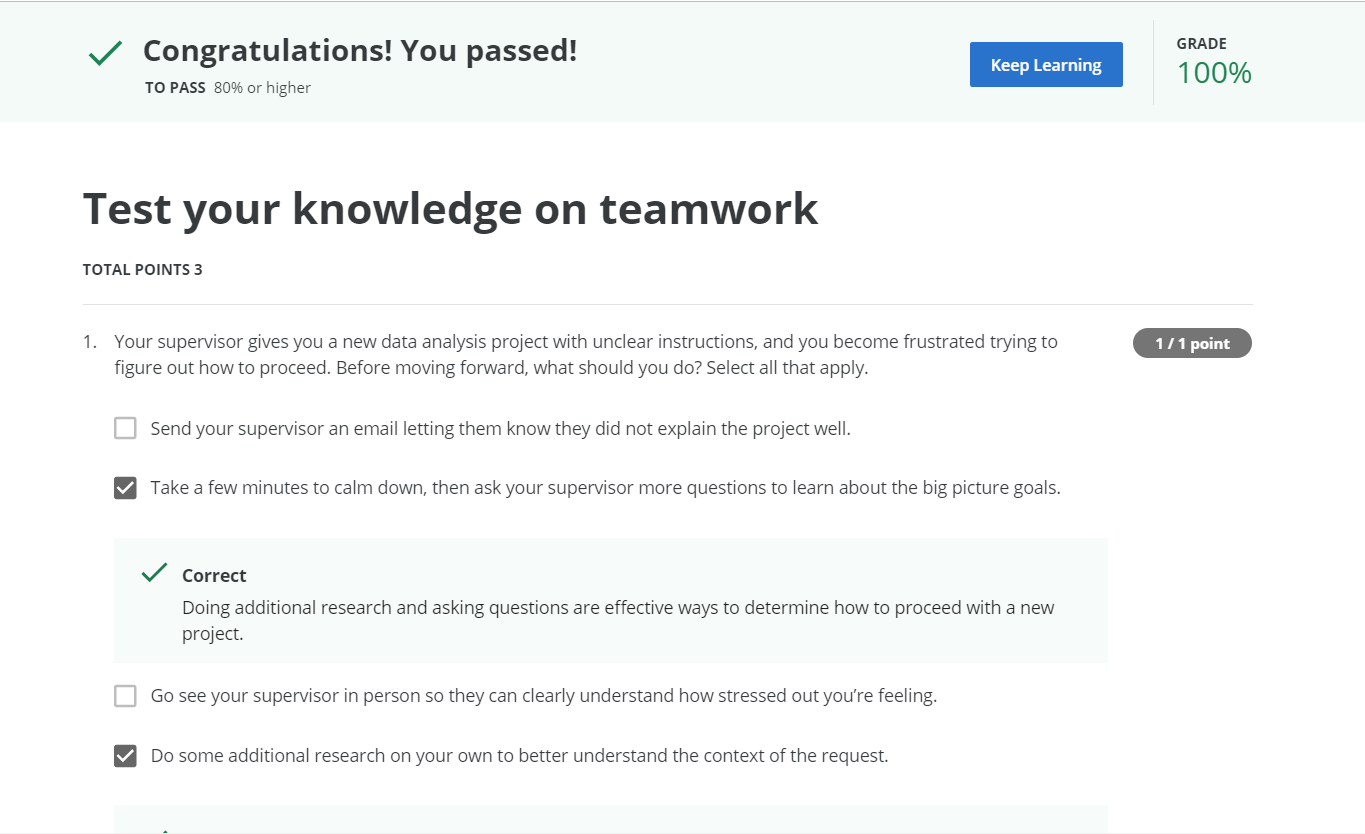 Congratulations! You passed!
TO PASS 80% or higher
Keep Learning
GRADE
100%
Test your knowledge on teamwork
TOTAL POINTS 3
1. Your supervisor gives you a new data analysis project with unclear instructions, and you become frustrated trying to
figure out how to proceed. Before moving forward, what should you do? Select all that apply.
1 / 1 point
Send your supervisor an email letting them know they did not explain the project well.
Take a few minutes to calm down, then ask your supervisor more questions to learn about the big picture goals.
Correct
Doing additional research and asking questions are effective ways to determine how to proceed with a new
project.
Go see your supervisor in person so they can clearly understand how stressed out you’re feeling.
Do some additional research on your own to better understand the context of the request.